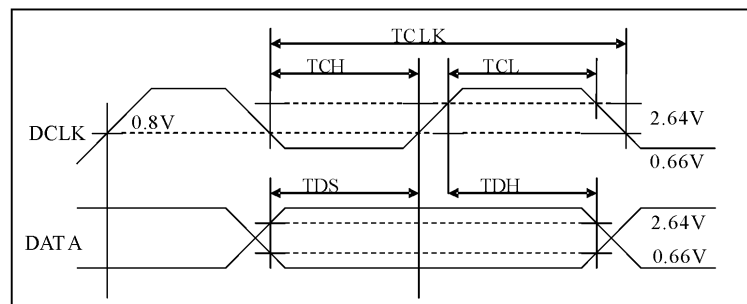 TCLK
TCH TCL
0.8V 2.64V
DCLK
0.66V
TDS TDH
2.64V
DATA
0.66V